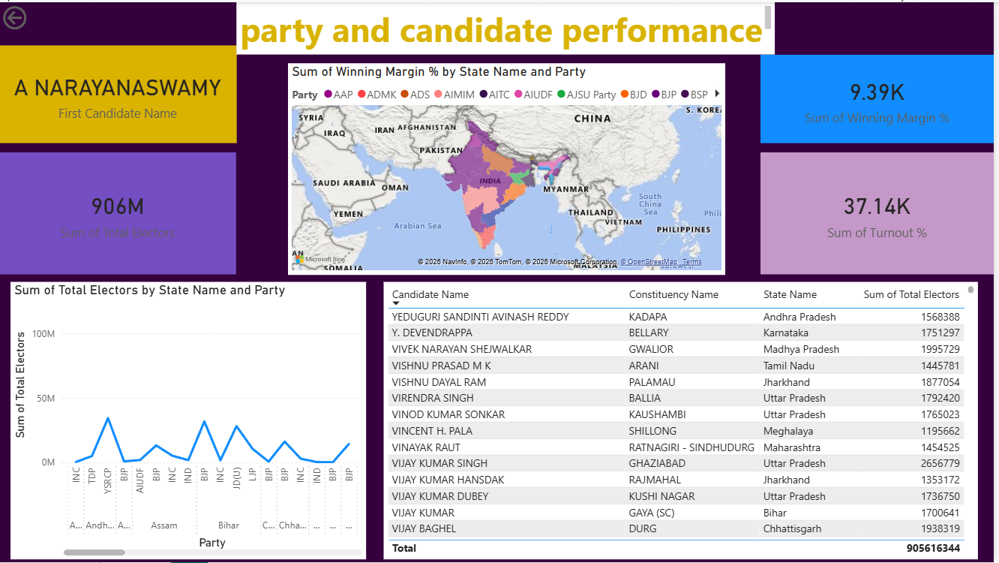 party and candidate performance
A NARAYANASWAMY
First Candidate Name
906M
Sum of Total Electors
Sum of Winning Margin % by State Name and Party
Party AAP ADMK ADS AIMIM AITC AIUDF AJSU Party BJD BJP BSP
SYRIA
IRAQ
IRAN
AFGHANISTAN
PAKISTAN
CHINA
S. KOREA
SAUDI ARABIA
OMAN
YEMEN
INDIA
MYANMAR
THAILAND
VIETNAM
South
China
Sea
PHILIPPINES
Phili
Arabian Sea
AN
SOMALIA
MALAYSIA
Microsoft Bing
© 2026 NavInfo, © 2026 TomTom, © 2026 Microsoft Corporation, © OpenStreetMap Terms
9.39K
Sum of Winning Margin %
37.14K
Sum of Turnout %
Sum of Total Electors by State Name and Party
Sum of Total Electors
100M
50M
0M
INC TDP YSRCP BJP AIUDF BJP INC IND BJP INC JD(U) LJP BJP BJP INC IND BJP BJP
A... Andh... A... Assam Bihar C... Chha... ... ... ...
Party
Candidate Name Constituency Name State Name Sum of Total Electors
YEDUGURI SANDINTI AVINASH REDDY KADAPA Andhra Pradesh 1568388
Y. DEVENDRAPPA BELLARY Karnataka 1751297
VIVEK NARAYAN SHEJWALKAR GWALIOR Madhya Pradesh 1995729
VISHNU PRASAD M K ARANI Tamil Nadu 1445781
VISHNU DAYAL RAM PALAMAU Jharkhand 1877054
VIRENDRA SINGH BALLIA Uttar Pradesh 1792420
VINOD KUMAR SONKAR KAUSHAMBI Uttar Pradesh 1765023
VINCENT H. PALA SHILLONG Meghalaya 1195662
VINAYAK RAUT RATNAGIRI - SINDHUDURG Maharashtra 1454525
VIJAY KUMAR SINGH GHAZIABAD Uttar Pradesh 2656779
VIJAY KUMAR HANSDAK RAJMAHAL Jharkhand 1353172
VIJAY KUMAR DUBEY KUSHI NAGAR Uttar Pradesh 1736750
VIJAY KUMAR GAYA (SC) Bihar 1700641
VIJAY BAGHEL DURG Chhattisgarh 1938319
Total 905616344